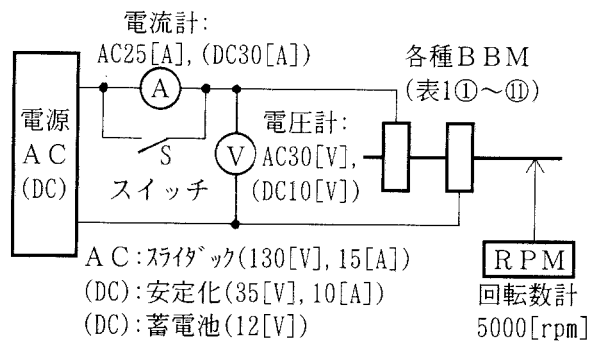 電流計:
AC25[A],(DC30[A])
各種BBM
(表1①～⑪)
A
電源
AC
(DC)
S
スイッチ
V
電圧計:
AC30[V],
(DC10[V])
AC:スライダック(130[V],15[A])
(DC):安定化(35[V],10[A])
(DC):蓄電池(12[V])
RPM
回転数計
5000[rpm]